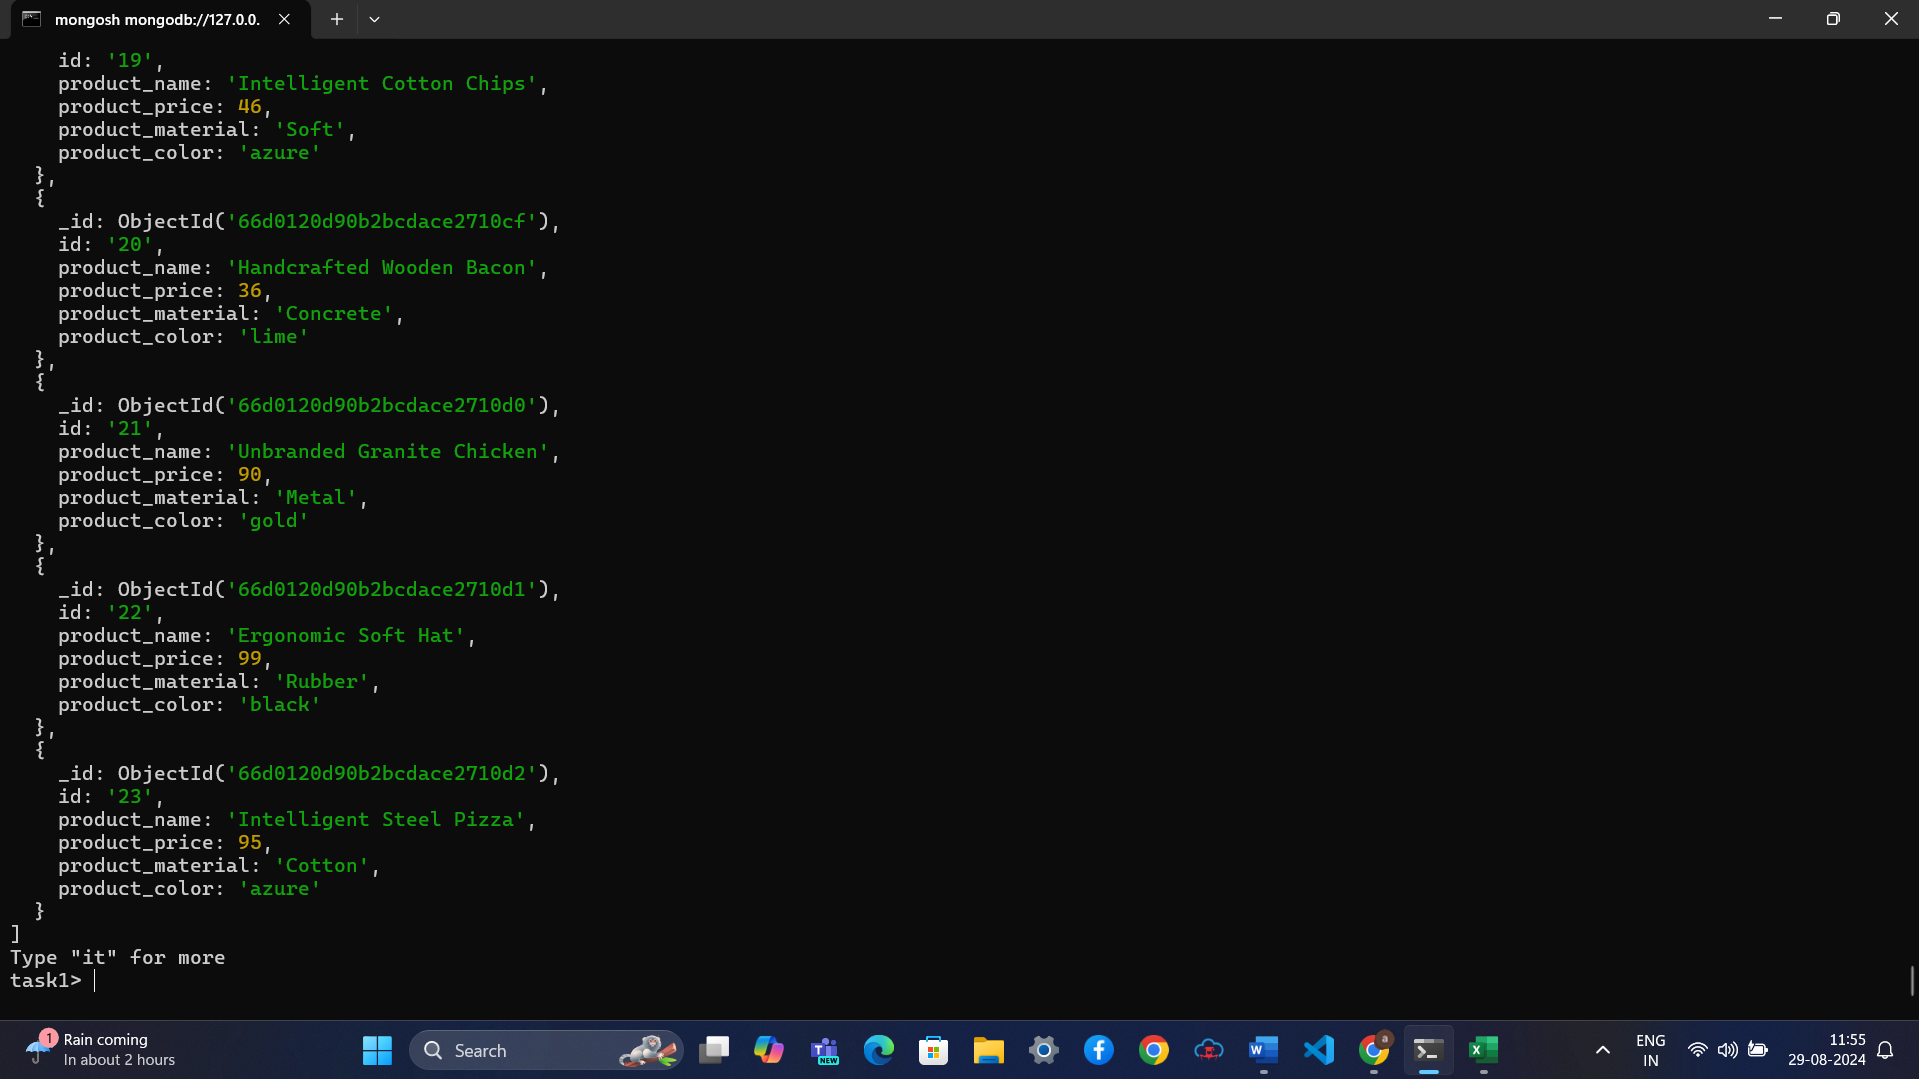 mongosh mongodb://127.0.0.
id: '19',
product_name: 'Intelligent Cotton Chips',
product_price: 46,
product_material: 'Soft',
product_color: 'azure'
},
{
_id: ObjectId('66d0120d90b2bcdace2710cf'),
id: '20',
product_name: 'Handcrafted Wooden Bacon',
product_price: 36,
product_material: 'Concrete',
product_color: 'lime'
},
{
_id: ObjectId('66d0120d90b2bcdace2710d0'),
id: '21',
product_name: 'Unbranded Granite Chicken',
product_price: 90,
product_material: 'Metal',
product_color: 'gold'
},
{
_id: ObjectId('66d0120d90b2bcdace2710d1'),
id: '22',
product_name: 'Ergonomic Soft Hat',
product_price: 99,
product_material: 'Rubber',
product_color: 'black'
},
{
_id: ObjectId('66d0120d90b2bcdace2710d2'),
id: '23',
product_name: 'Intelligent Steel Pizza',
product_price: 95,
product_material: 'Cotton',
product_color: 'azure'
}
]
Type "it" for more
task1>
1
Rain coming
In about 2 hours
Search
NEW
a
ENG
IN
11:55
29-08-2024